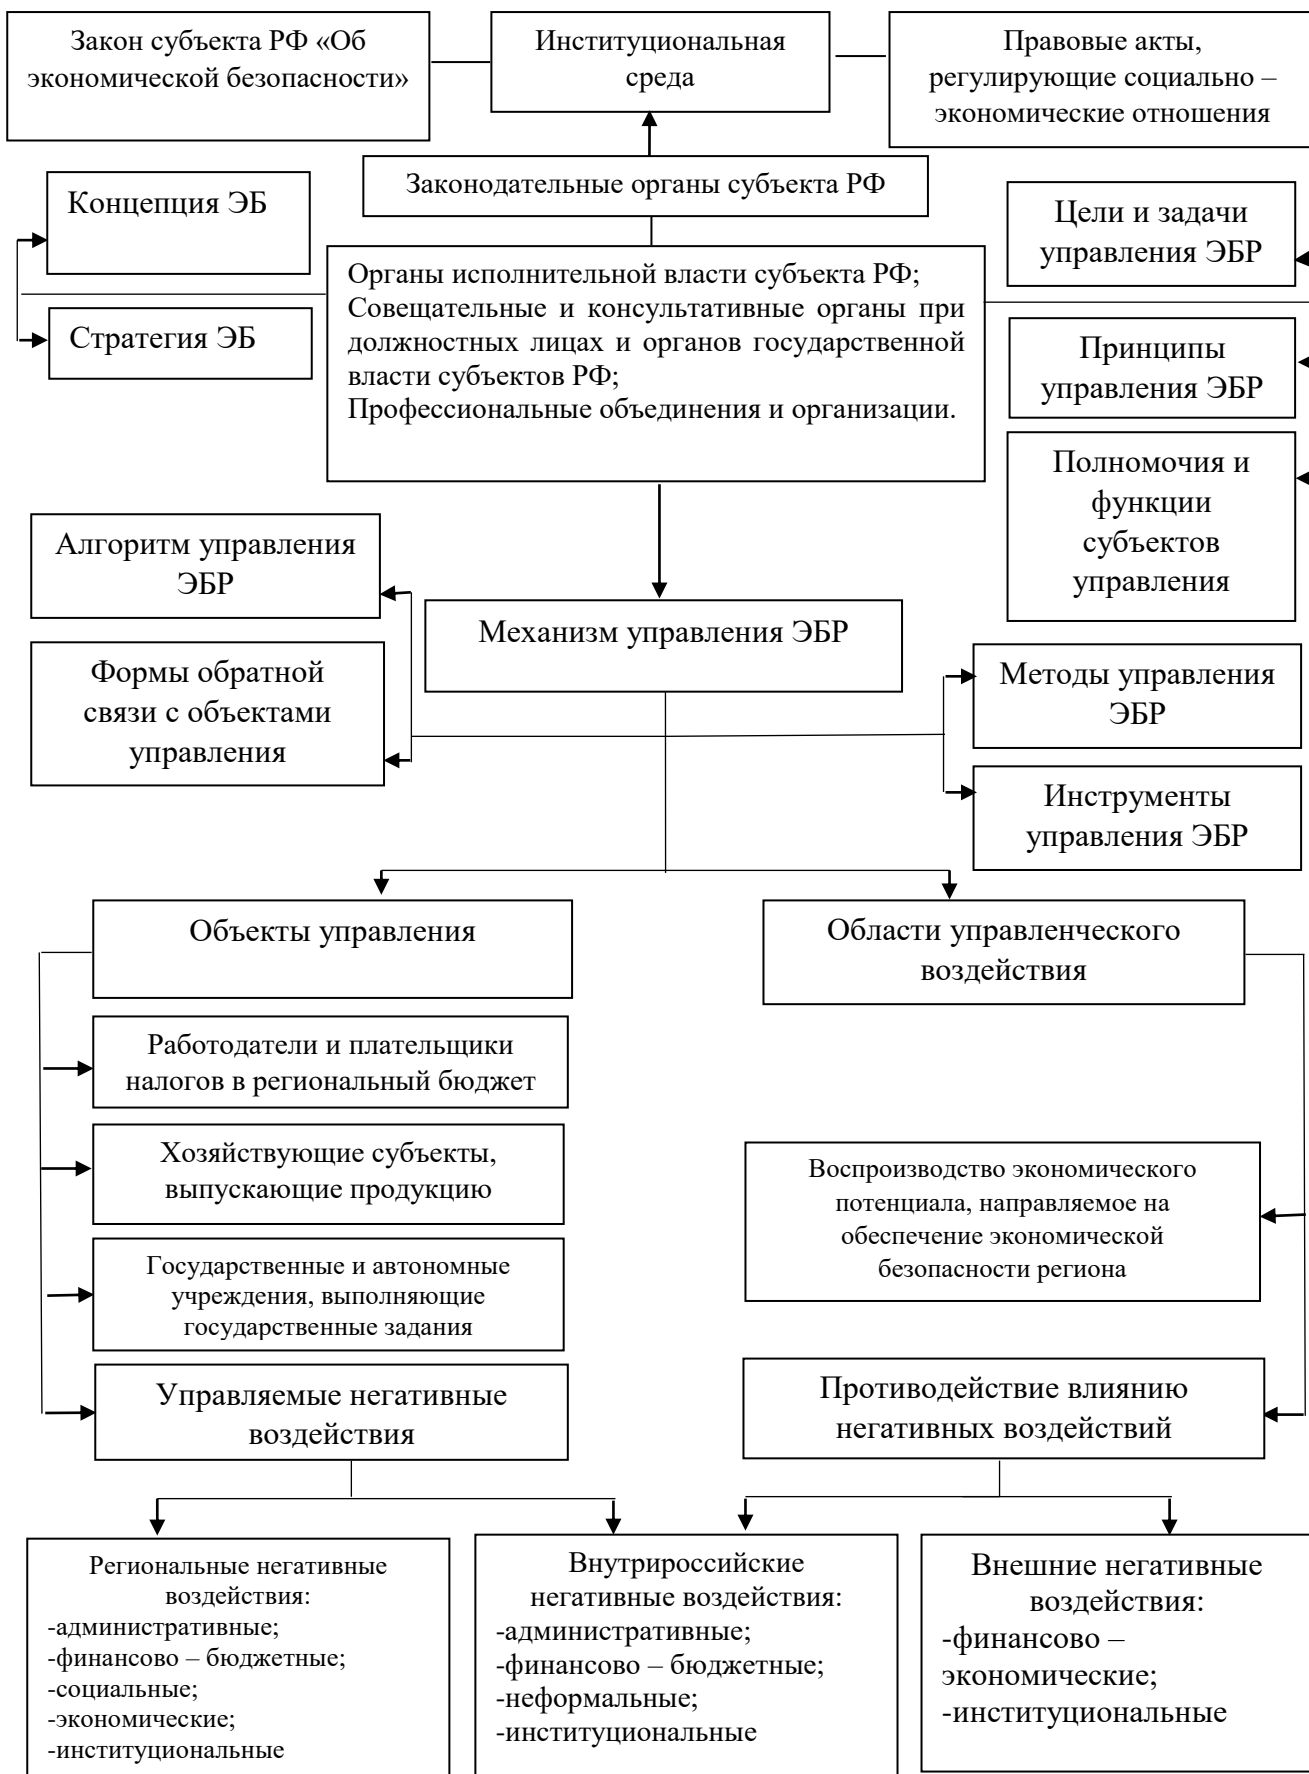 Закон субъекта РФ «Об
экономической безопасности»
Институциональная
среда
Правовые акты,
регулирующие социально –
экономические отношения
Законодательные органы субъекта РФ
Концепция ЭБ
Стратегия ЭБ
Органы исполнительной власти субъекта РФ;
Совещательные и консультативные органы при
должностных лицах и органов государственной
власти субъектов РФ;
Профессиональные объединения и организации.
Цели и задачи
управления ЭБР
Принципы
управления ЭБР
Полномочия и
функции
субъектов
управления
Алгоритм управления
ЭБР
Формы обратной
связи с объектами
управления
Механизм управления ЭБР
Методы управления
ЭБР
Инструменты
управления ЭБР
Объекты управления
Области управленческого
воздействия
Работодатели и плательщики
налогов в региональный бюджет
Хозяйствующие субъекты,
выпускающие продукцию
Государственные и автономные
учреждения, выполняющие
государственные задания
Управляемые негативные
воздействия
Воспроизводство экономического
потенциала, направляемое на
обеспечение экономической
безопасности региона
Противодействие влиянию
негативных воздействий
Региональные негативные
воздействия:
-административные;
-финансово – бюджетные;
-социальные;
-экономические;
-институциональные
Внутрироссийские
негативные воздействия:
-административные;
-финансово – бюджетные;
-неформальные;
-институциональные
Внешние негативные
воздействия:
-финансово –
экономические;
-институциональные